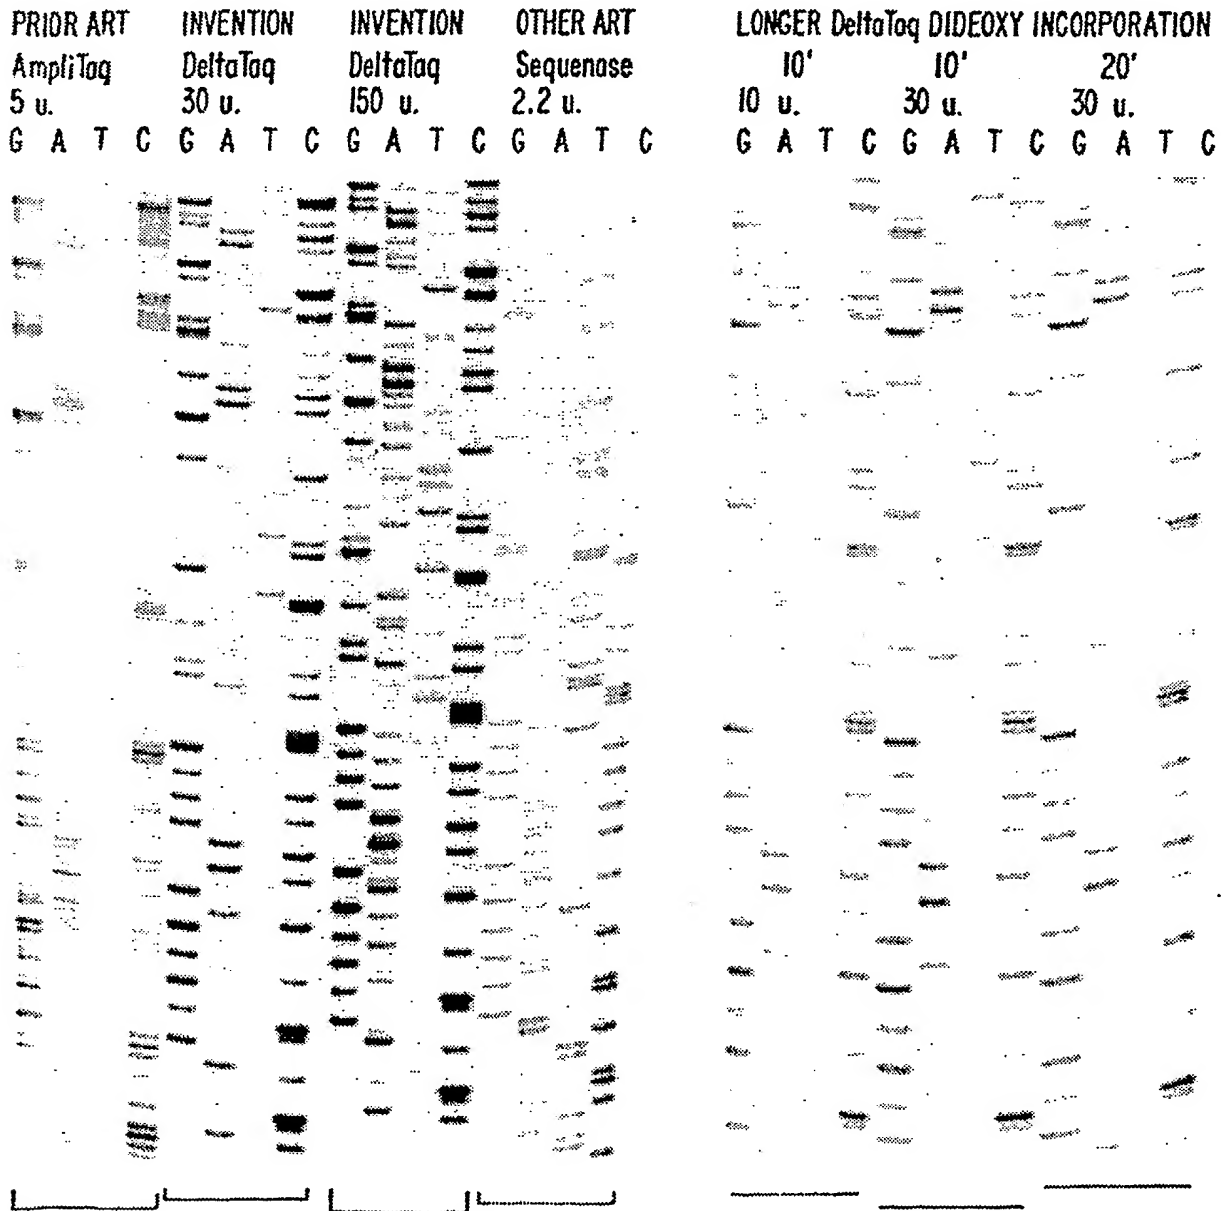 PRIOR ART INVENTION INVENTION OTHER ART LONGER DeltaTaq DIDEOXY INCORPORATION
AmpliTaq DeltaTaq DeltaTaq Sequenase 10' 10' 20'
5 u. 30 u. 150 u. 2.2 u. 10 u. 30 u. 30 u.
G A T C G A T C G A T C G A T C G A T C G A T C G A T C